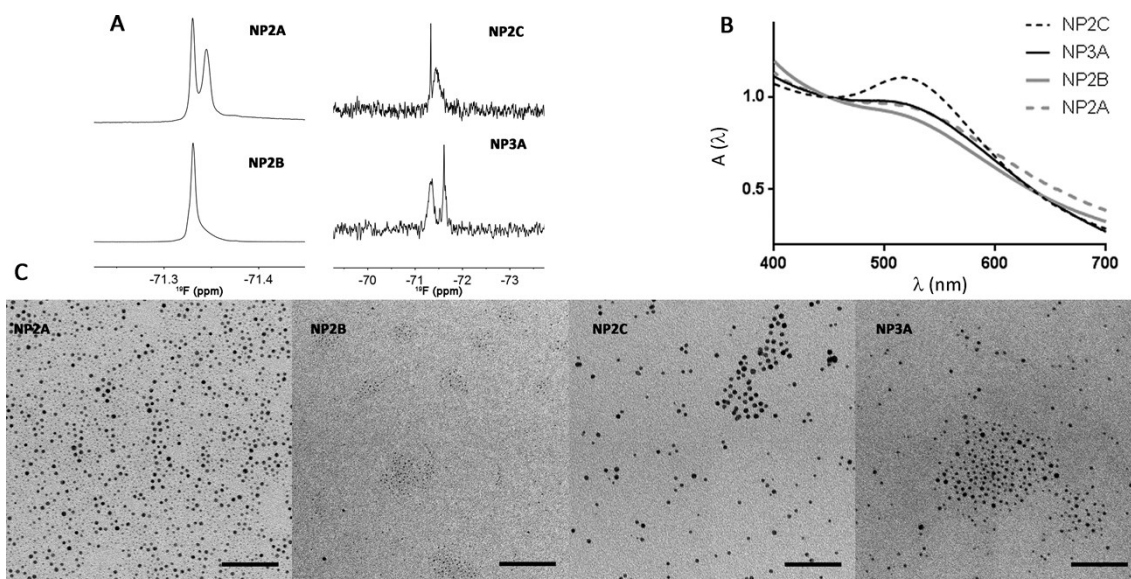 A
NP2A
NP2C
NP2B
NP3A
-71.3 -71.4
¹⁹F (ppm)
-70 -71 -72 -73
¹⁹F (ppm)
B
NP2C
NP3A
NP2B
NP2A
1.0
0.5
A (λ)
400 500 600 700
λ (nm)
C
NP2A
NP2B
NP2C
NP3A